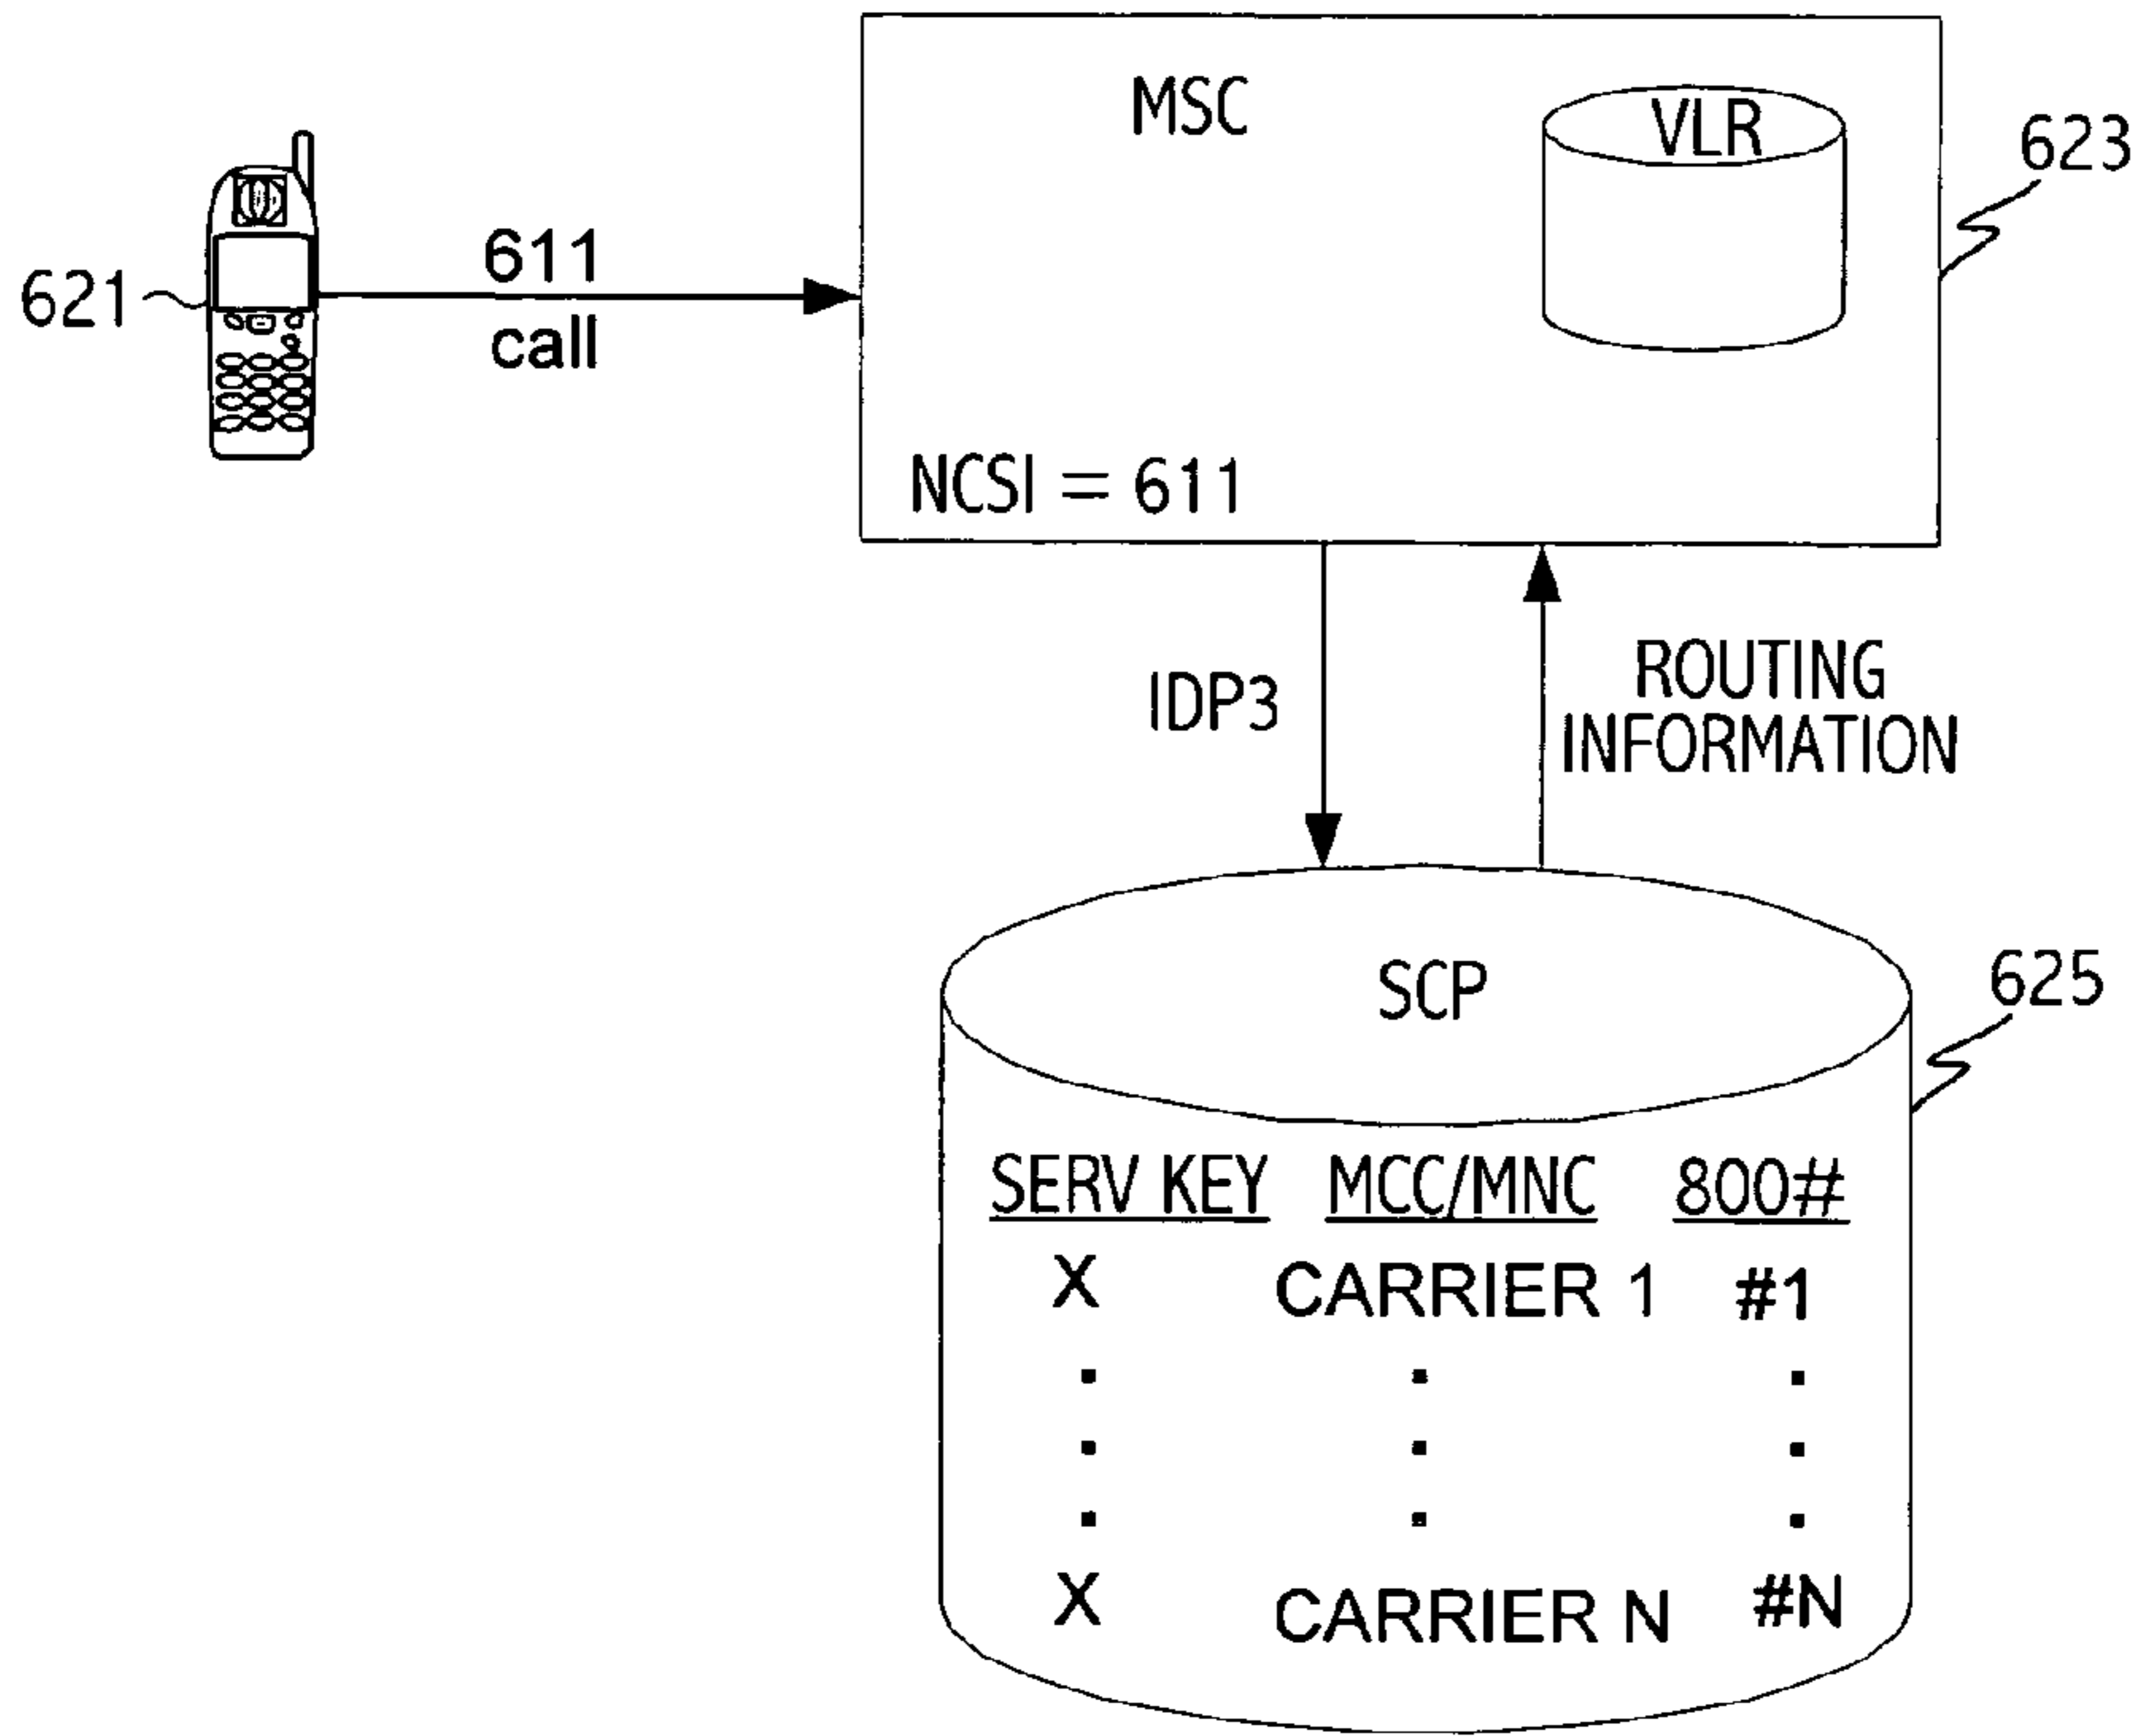 MSC
VLR
623
611
call
621
NCSI = 611
IDP3
ROUTING
INFORMATION
SCP
625
SERV KEY MCC/MNC 800#
X CARRIER 1 #1
. . .
. . .
. . .
X CARRIER N #N